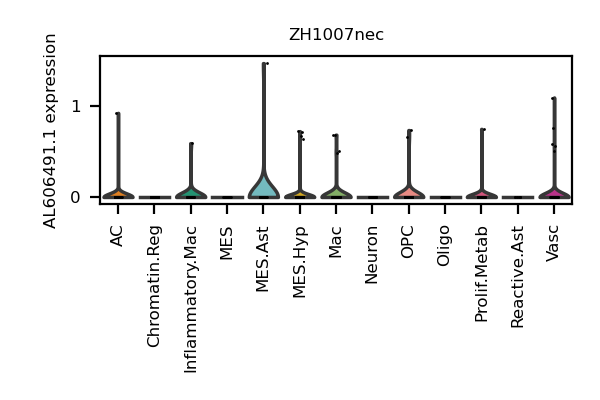 ZH1007nec
AL606491.1 expression
1
0
AC
Chromatin.Reg
Inflammatory.Mac
MES
MES.Ast
MES.Hyp
Mac
Neuron
OPC
Oligo
Prolif.Metab
Reactive.Ast
Vasc